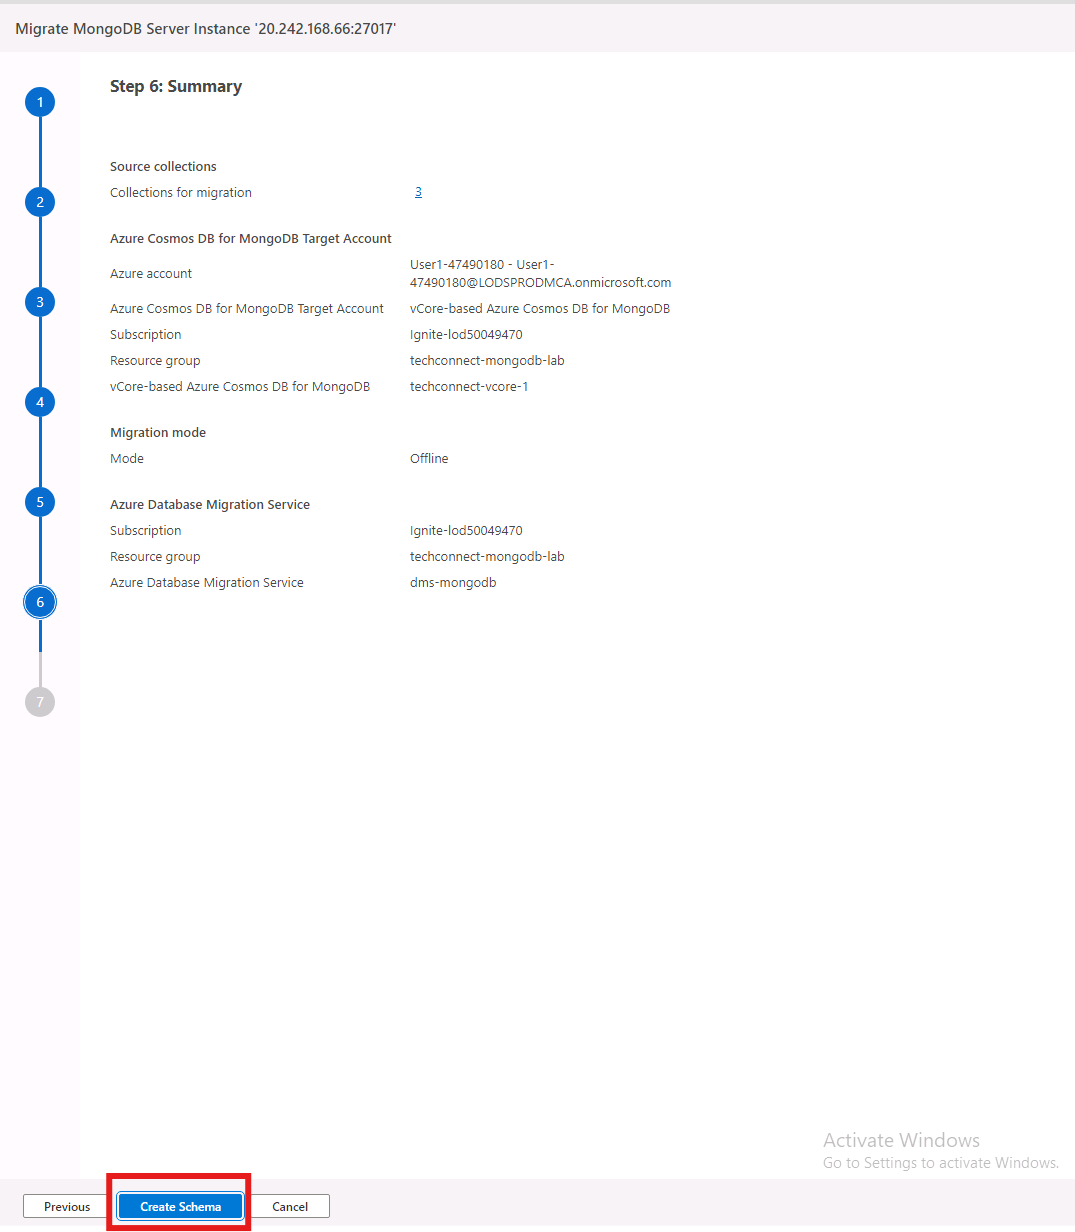 Migrate MongoDB Server Instance '20.242.168.66:27017'
1
2
3
4
5
6
7
Step 6: Summary
Source collections
Collections for migration 3
Azure Cosmos DB for MongoDB Target Account
Azure account User1-47490180 - User1-
47490180@LODSPRODMCA.onmicrosoft.com
Azure Cosmos DB for MongoDB Target Account vCore-based Azure Cosmos DB for MongoDB
Subscription Ignite-lod50049470
Resource group techconnect-mongodb-lab
vCore-based Azure Cosmos DB for MongoDB techconnect-vcore-1
Migration mode
Mode Offline
Azure Database Migration Service
Subscription Ignite-lod50049470
Resource group techconnect-mongodb-lab
Azure Database Migration Service dms-mongodb
Activate Windows
Go to Settings to activate Windows.
Previous Create Schema Cancel